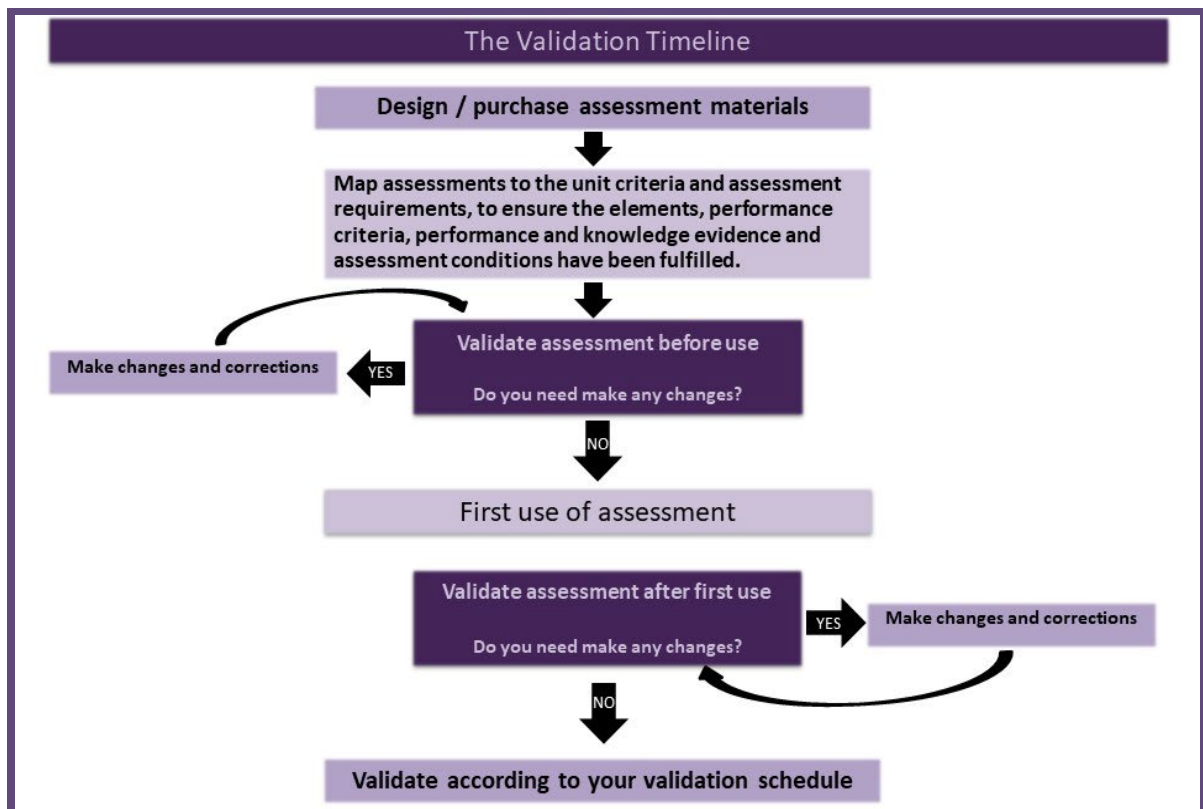 The Validation Timeline
Design / purchase assessment materials
Map assessments to the unit criteria and assessment
requirements, to ensure the elements, performance
criteria, performance and knowledge evidence and
assessment conditions have been fulfilled.
Validate assessment before use
Do you need make any changes?
YES
Make changes and corrections
NO
First use of assessment
Validate assessment after first use
Do you need make any changes?
YES
Make changes and corrections
NO
Validate according to your validation schedule